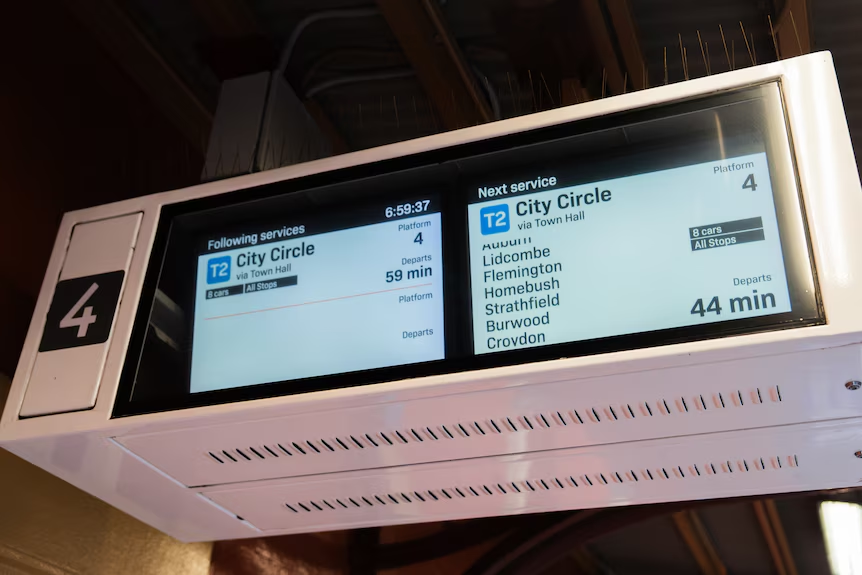 4
Following services
6:59:37
T2
City Circle
via Town Hall
8 cars
All Stops
Platform
4
Departs
59 min
Platform
Departs
Next service
T2
City Circle
via Town Hall
Platform
4
Auburn
Lidcombe
Flemington
Homebush
Strathfield
Burwood
Croydon
8 cars
All Stops
Departs
44 min